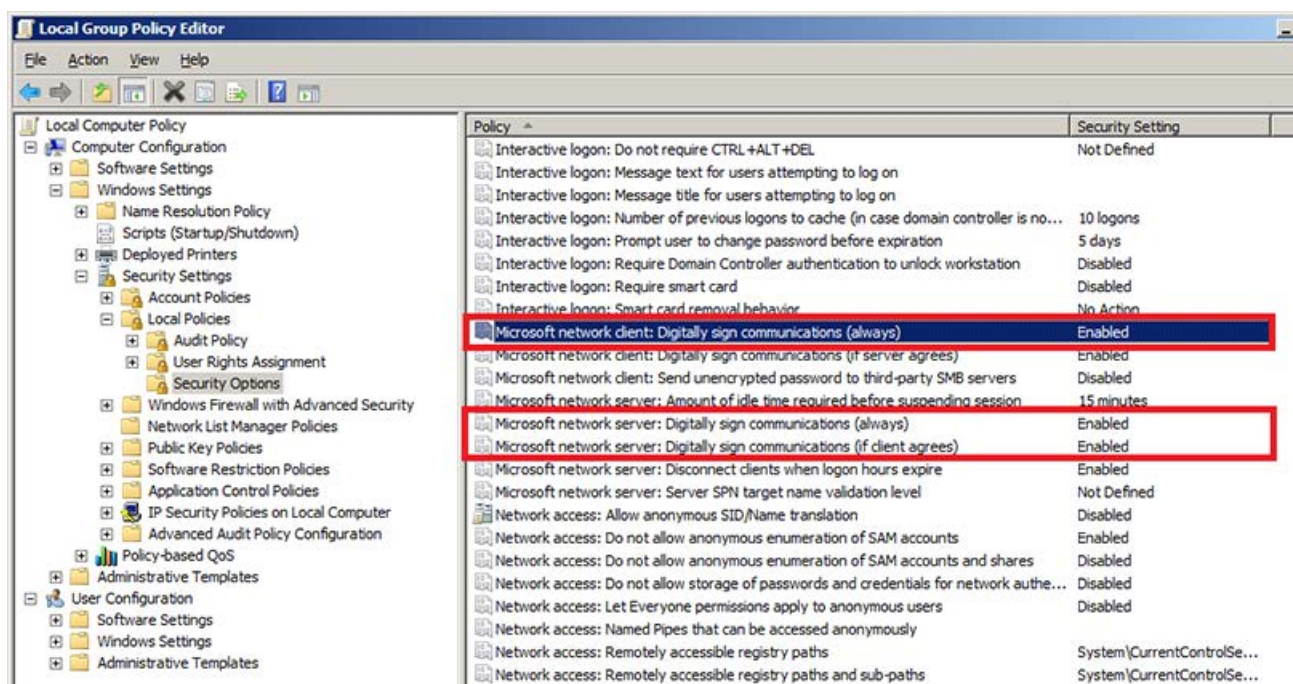 Local Group Policy Editor
File Action View Help
Local Computer Policy
Computer Configuration
Software Settings
Windows Settings
Name Resolution Policy
Scripts (Startup/Shutdown)
Deployed Printers
Security Settings
Account Policies
Local Policies
Audit Policy
User Rights Assignment
Security Options
Windows Firewall with Advanced Security
Network List Manager Policies
Public Key Policies
Software Restriction Policies
Application Control Policies
IP Security Policies on Local Computer
Advanced Audit Policy Configuration
Policy-based QoS
Administrative Templates
User Configuration
Software Settings
Windows Settings
Administrative Templates
Policy Security Setting
Interactive logon: Do not require CTRL+ALT+DEL Not Defined
Interactive logon: Message text for users attempting to log on
Interactive logon: Message title for users attempting to log on
Interactive logon: Number of previous logons to cache (in case domain controller is no... 10 logons
Interactive logon: Prompt user to change password before expiration 5 days
Interactive logon: Require Domain Controller authentication to unlock workstation Disabled
Interactive logon: Require smart card Disabled
Interactive logon: Smart card removal behavior No Action
Microsoft network client: Digitally sign communications (always) Enabled
Microsoft network client: Digitally sign communications (if server agrees) Enabled
Microsoft network client: Send unencrypted password to third-party SMB servers Disabled
Microsoft network server: Amount of idle time required before suspending session 15 minutes
Microsoft network server: Digitally sign communications (always) Enabled
Microsoft network server: Digitally sign communications (if client agrees) Enabled
Microsoft network server: Disconnect clients when logon hours expire Enabled
Microsoft network server: Server SPN target name validation level Not Defined
Network access: Allow anonymous SID/Name translation Disabled
Network access: Do not allow anonymous enumeration of SAM accounts Enabled
Network access: Do not allow anonymous enumeration of SAM accounts and shares Disabled
Network access: Do not allow storage of passwords and credentials for network authe... Disabled
Network access: Let Everyone permissions apply to anonymous users Disabled
Network access: Named Pipes that can be accessed anonymously
Network access: Remotely accessible registry paths System\CurrentControlSe...
Network access: Remotely accessible registry paths and sub-paths System\CurrentControlSe...